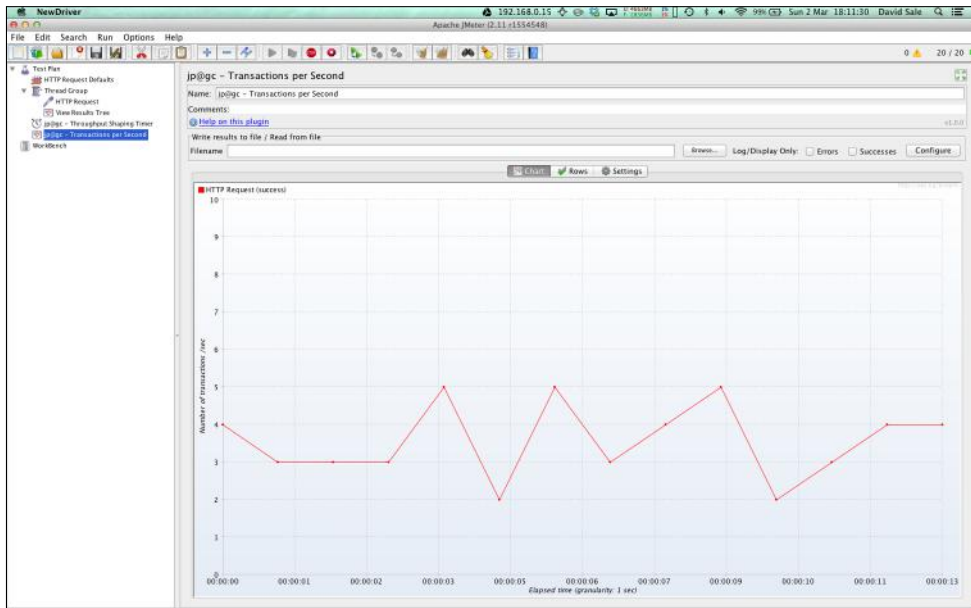 NewDriver 192.168.0.15 99% Sun 2 Mar 18:11:30 David Sale
Apache JMeter (2.11 r1554548)
File Edit Search Run Options Help
0 20 / 20
Test Plan
HTTP Request Defaults
Thread Group
HTTP Request
View Results Tree
jp@gc - Throughput Shaping Timer
jp@gc - Transactions per Second
WorkBench
jp@gc - Transactions per Second
Name: jp@gc - Transactions per Second
Comments:
Help on this plugin
Write results to file / Read from file
Filename Browse... Log/Display Only: Errors Successes Configure
Chart Rows Settings
HTTP Request (success)
10
9
8
7
6
5
4
3
2
1
0
Number of transactions /sec
00:00:00 00:00:01 00:00:02 00:00:03 00:00:05 00:00:06 00:00:07 00:00:09 00:00:10 00:00:11 00:00:13
Elapsed time (granularity: 1 sec)